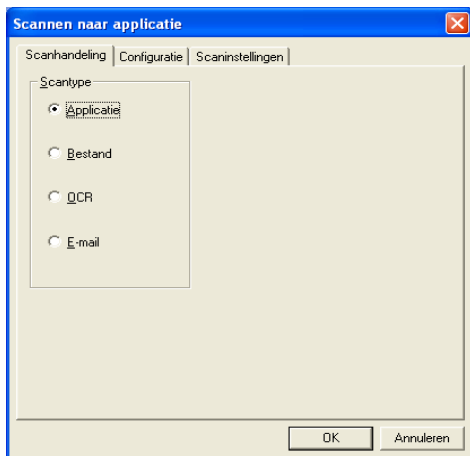 Scannen naar applicatie
Scanhandeling Configuratie Scaninstellingen
Scantype
Applicatie
Bestand
OCR
E-mail
OK Annuleren